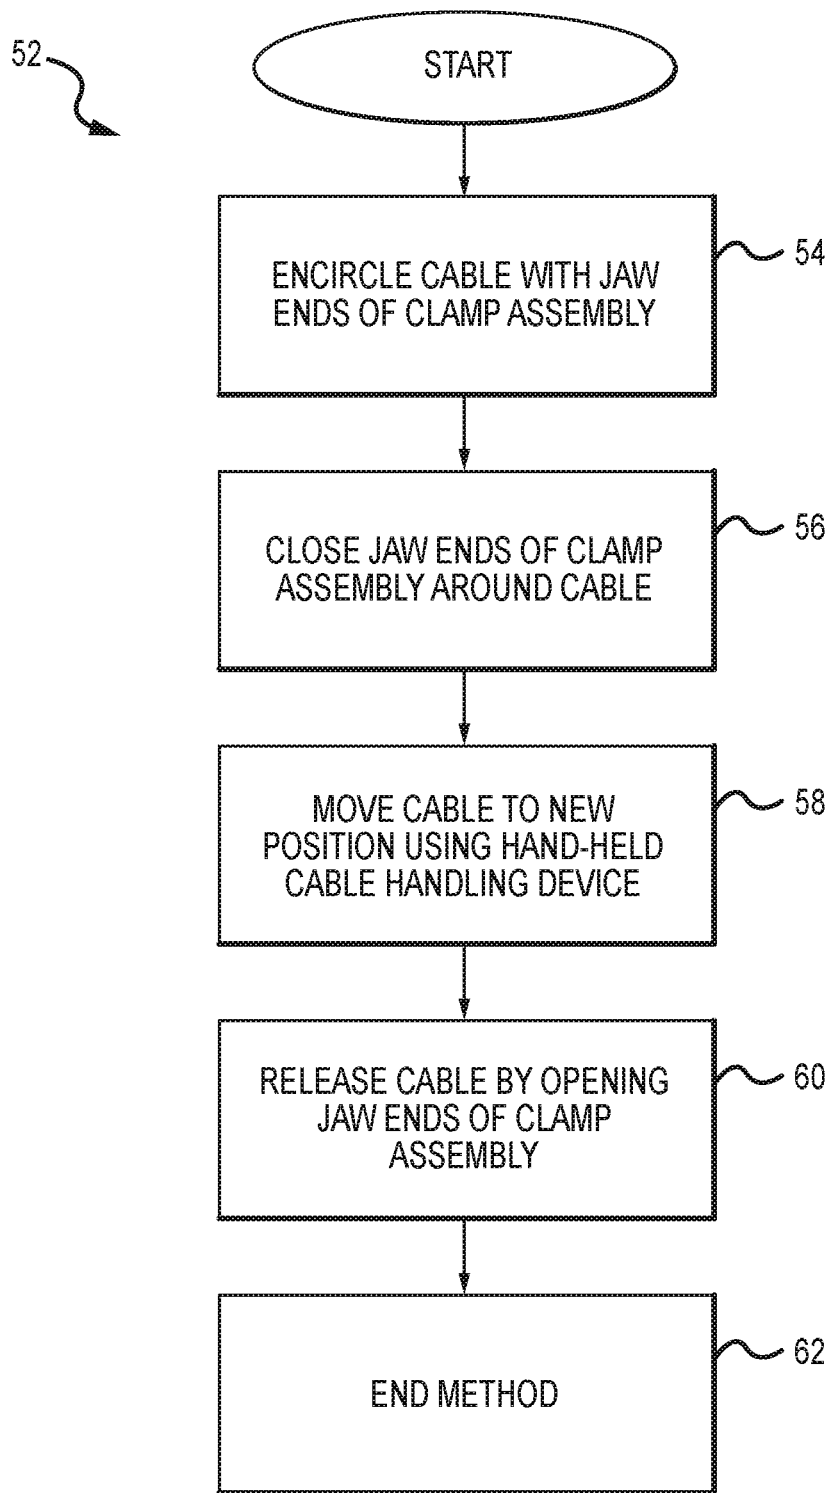 52
START
54
ENCIRCLE CABLE WITH JAW
ENDS OF CLAMP ASSEMBLY
56
CLOSE JAW ENDS OF CLAMP
ASSEMBLY AROUND CABLE
58
MOVE CABLE TO NEW
POSITION USING HAND-HELD
CABLE HANDLING DEVICE
60
RELEASE CABLE BY OPENING
JAW ENDS OF CLAMP
ASSEMBLY
62
END METHOD